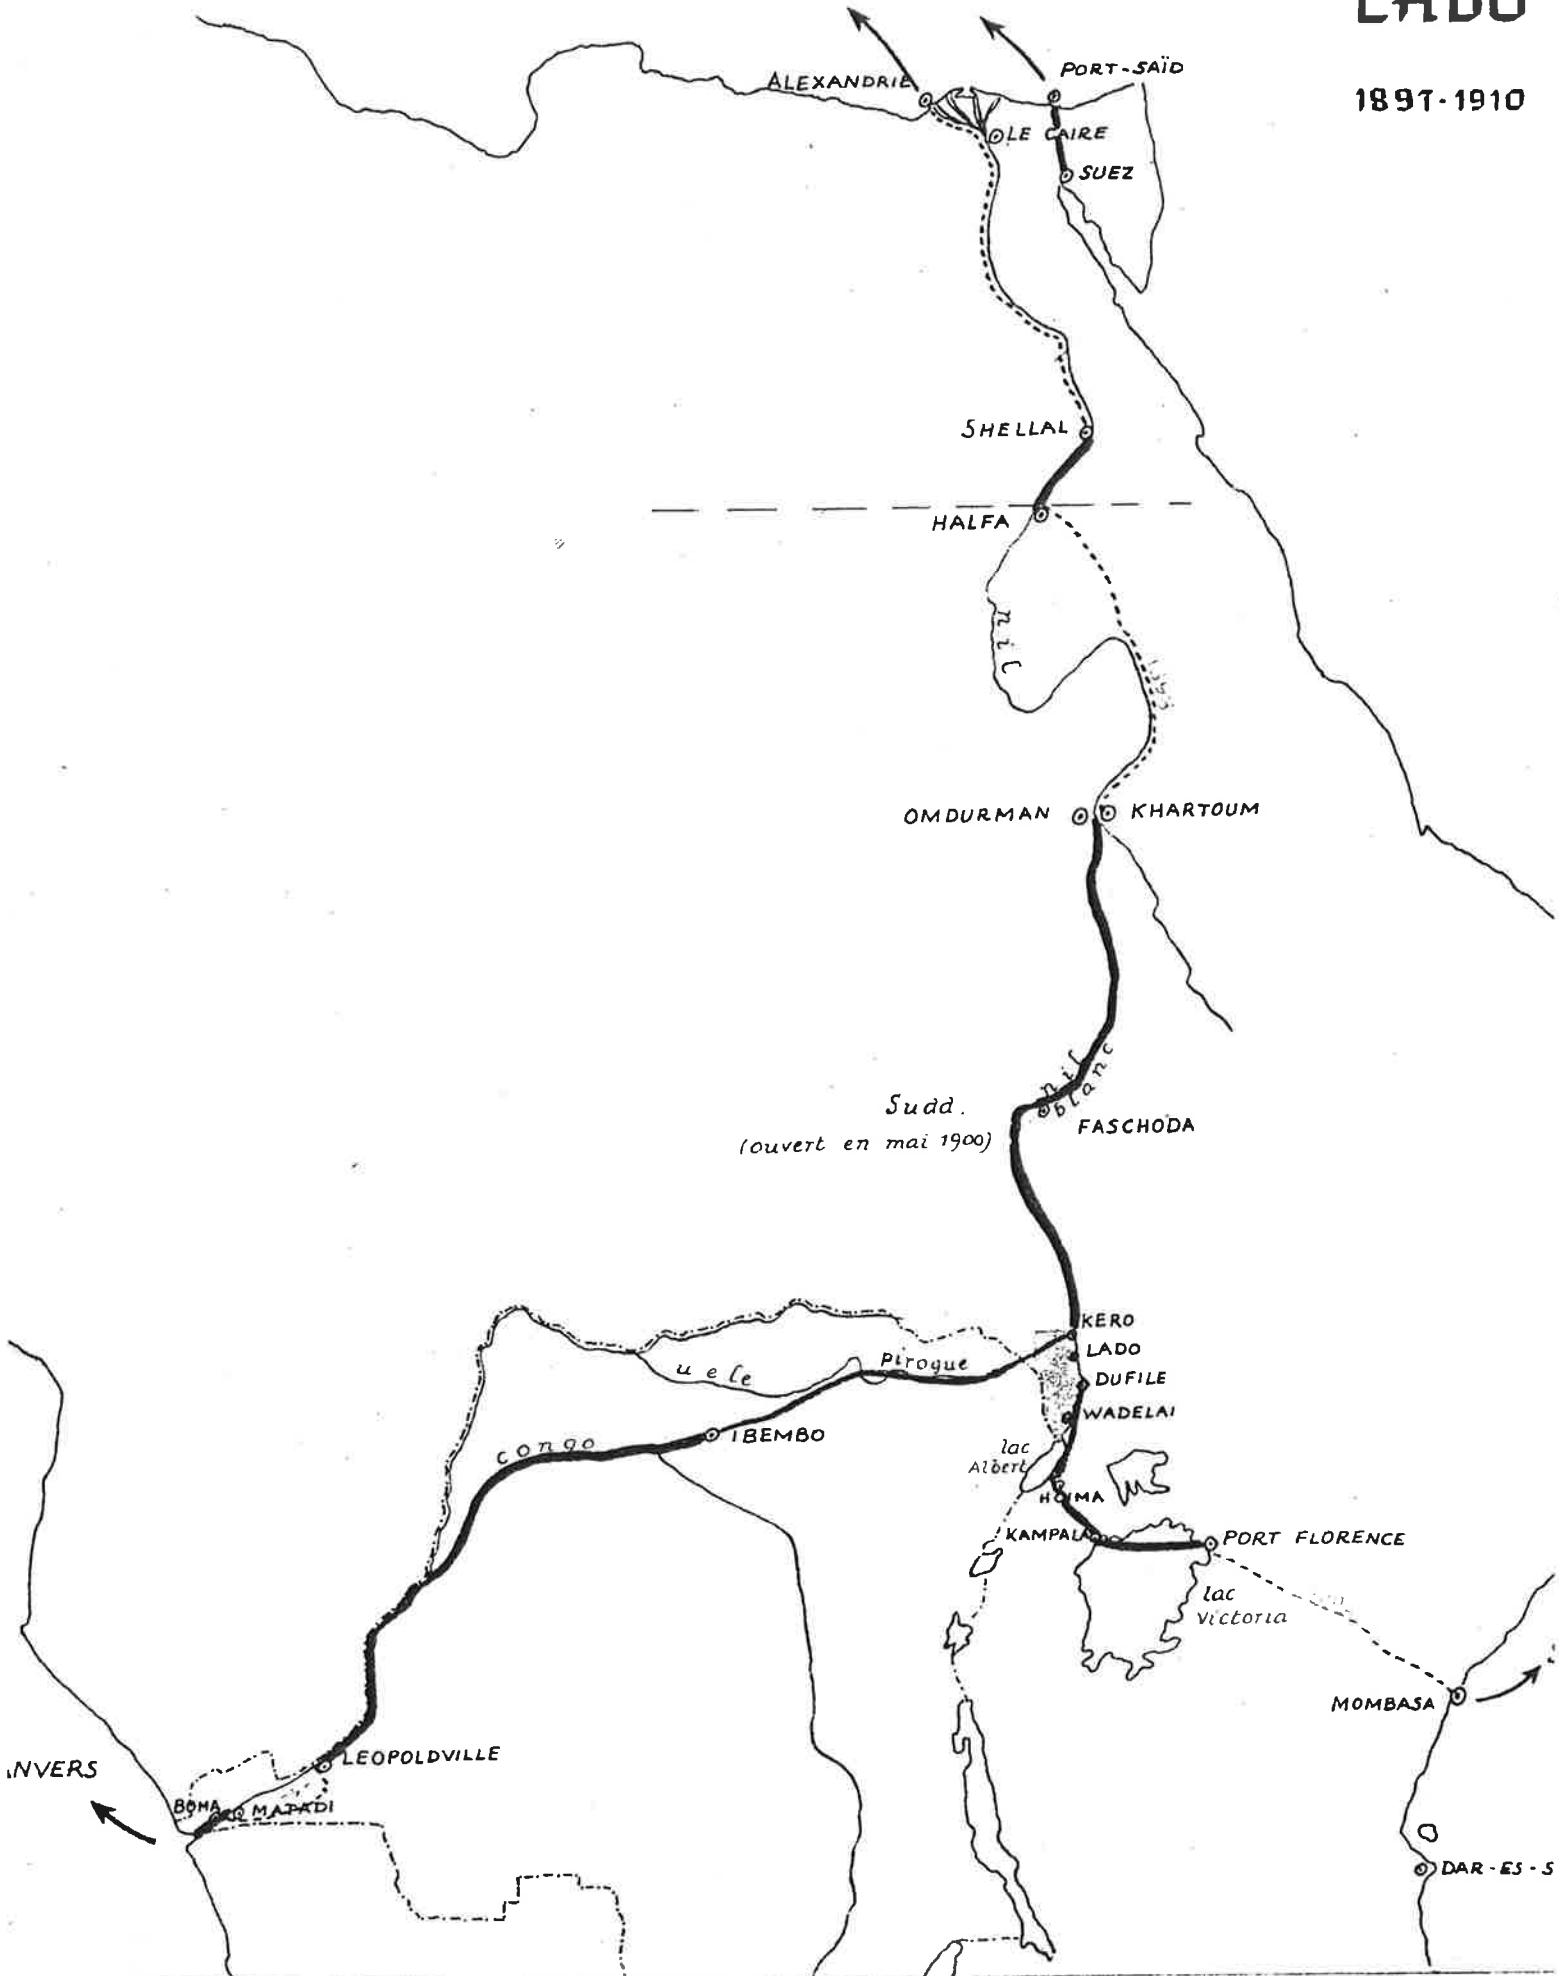 LADO
1897-1910
ALEXANDRIE
PORT-SAÏD
LE CAIRE
SUEZ
SHELLAL
HALFA
nil
OMDURMAN
KHARTOUM
nil
blanc
Sudd.
(ouvert en mai 1900)
FASCHODA
KERO
LADO
DUFILE
WADELAI
uele
Pirogue
IBEMBO
congo
lac
Albert
HOIMA
KAMPALA
PORT FLORENCE
lac
Victoria
MOMBASA
LEOPOLDVILLE
NVERS
BOMA
MATADI
DAR-ES-S